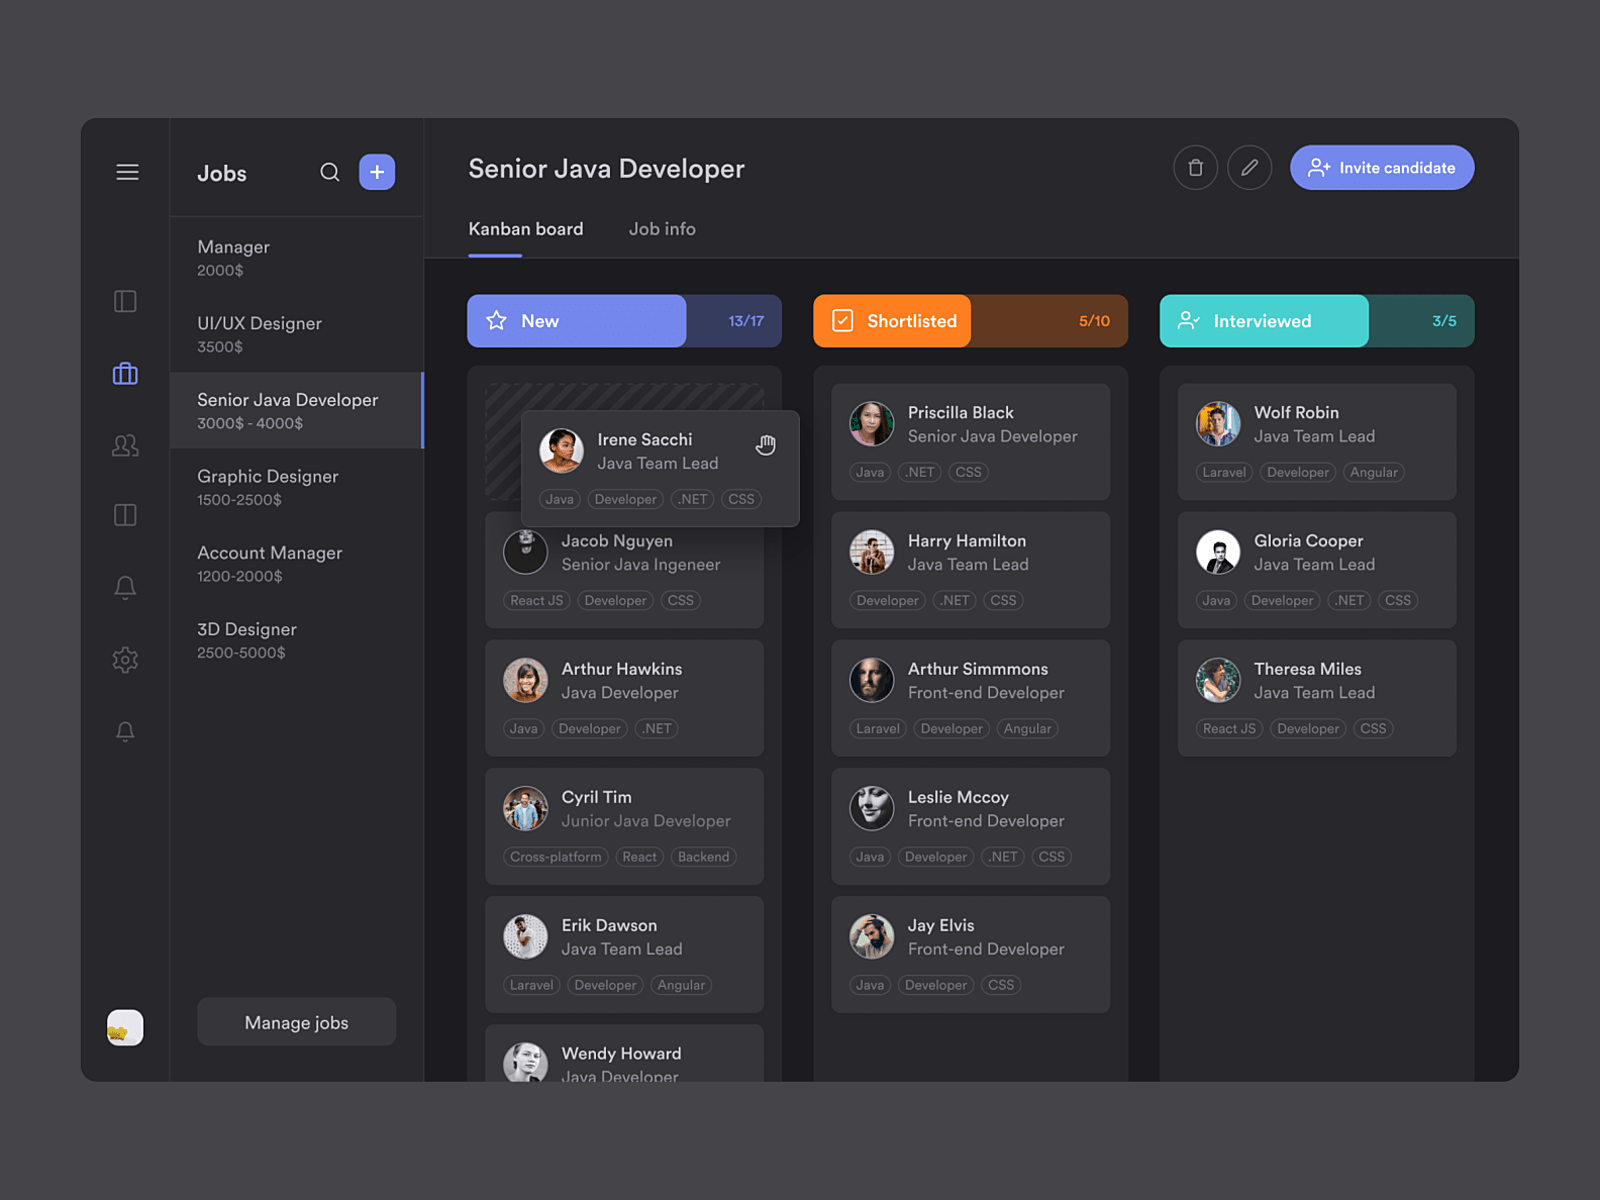 Jobs
Manager
2000$
UI/UX Designer
3500$
Senior Java Developer
3000$ - 4000$
Graphic Designer
1500-2500$
Account Manager
1200-2000$
3D Designer
2500-5000$
Manage jobs
Senior Java Developer
Invite candidate
Kanban board
Job info
New
13/17
Irene Sacchi
Java Team Lead
Java
Developer
.NET
CSS
Jacob Nguyen
Senior Java Ingeneer
React JS
Developer
CSS
Arthur Hawkins
Java Developer
Java
Developer
.NET
Cyril Tim
Junior Java Developer
Cross-platform
React
Backend
Erik Dawson
Java Team Lead
Laravel
Developer
Angular
Wendy Howard
Java Developer
Shortlisted
5/10
Priscilla Black
Senior Java Developer
Java
.NET
CSS
Harry Hamilton
Java Team Lead
Developer
.NET
CSS
Arthur Simmmons
Front-end Developer
Laravel
Developer
Angular
Leslie Mccoy
Front-end Developer
Java
Developer
.NET
CSS
Jay Elvis
Front-end Developer
Java
Developer
CSS
Interviewed
3/5
Wolf Robin
Java Team Lead
Laravel
Developer
Angular
Gloria Cooper
Java Team Lead
Java
Developer
.NET
CSS
Theresa Miles
Java Team Lead
React JS
Developer
CSS